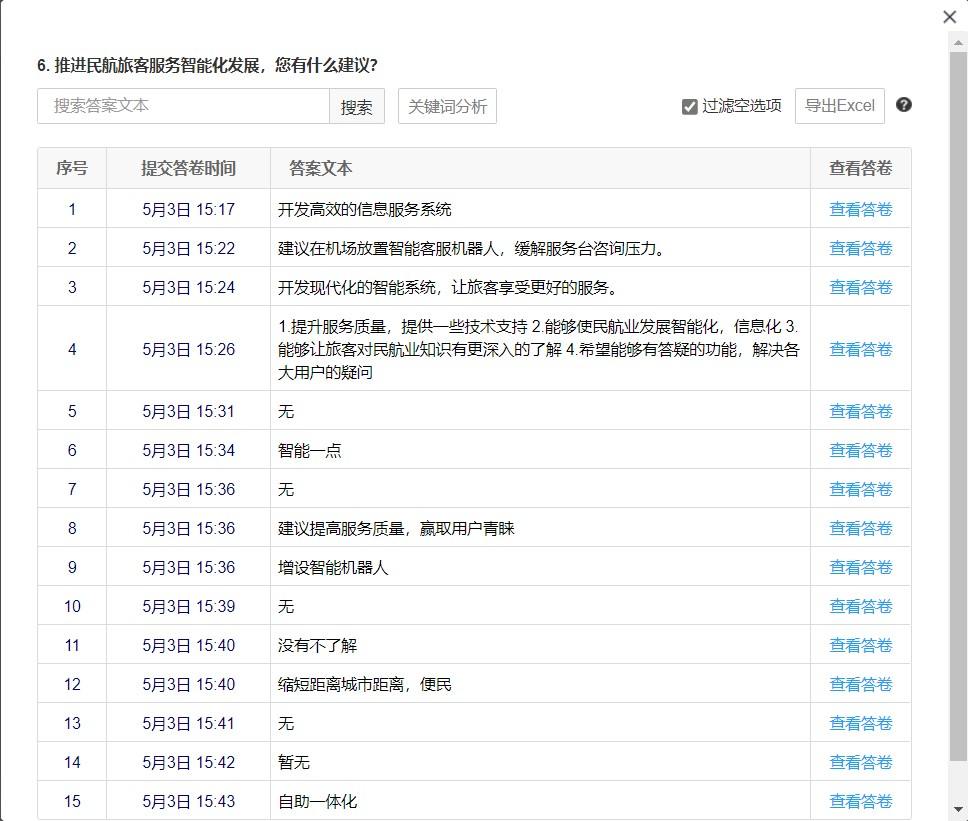 6. 推进民航旅客服务智能化发展，您有什么建议?
搜索答案文本 搜索 关键词分析 过滤空选项 导出Excel ?
序号 提交答卷时间 答案文本 查看答卷
1 5月3日 15:17 开发高效的信息服务系统 查看答卷
2 5月3日 15:22 建议在机场放置智能客服机器人，缓解服务台咨询压力。 查看答卷
3 5月3日 15:24 开发现代化的智能系统，让旅客享受更好的服务。 查看答卷
1.提升服务质量，提供一些技术支持 2.能够使民航业发展智能化，信息化 3.
4 5月3日 15:26 能够让旅客对民航业知识有更深入的了解 4.希望能够有答疑的功能，解决各 查看答卷
大用户的疑问
5 5月3日 15:31 无 查看答卷
6 5月3日 15:34 智能一点 查看答卷
7 5月3日 15:36 无 查看答卷
8 5月3日 15:36 建议提高服务质量，赢取用户青睐 查看答卷
9 5月3日 15:36 增设智能机器人 查看答卷
10 5月3日 15:39 无 查看答卷
11 5月3日 15:40 没有不了解 查看答卷
12 5月3日 15:40 缩短距离城市距离，便民 查看答卷
13 5月3日 15:41 无 查看答卷
14 5月3日 15:42 暂无 查看答卷
15 5月3日 15:43 自助一体化 查看答卷